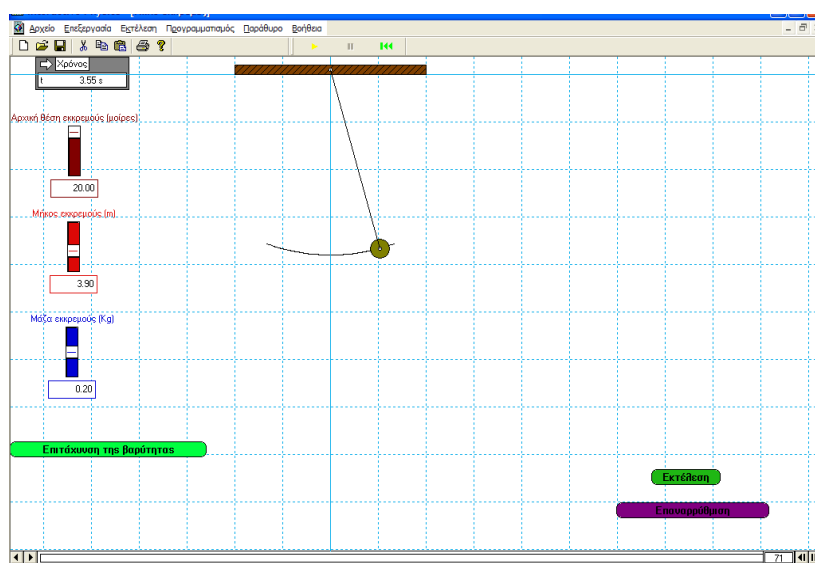 Αρχείο Επεξεργασία Εκτέλεση Προγραμματισμός Παράθυρο Βοήθεια
Χρόνος
t 3.55 s
Αρχική θέση εκκρεμούς (μοίρες)
20.00
Μήκος εκκρεμούς (m)
3.90
Μάζα εκκρεμούς (Kg)
0.20
Επιτάχυνση της βαρύτητας
Εκτέλεση
Επαναρρύθμιση
71